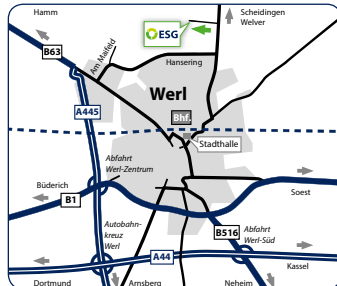 Hamm
Scheidingen
Welver
ESG
B63
Am Maifeld
Hansering
Werl
Bhf.
A445
Stadthalle
Abfahrt
Werl-Zentrum
Büderich
B1
Soest
Autobahn-
kreuz
Werl
B516
Abfahrt
Werl-Süd
A44
Kassel
Dortmund
Arnsberg
Neheim